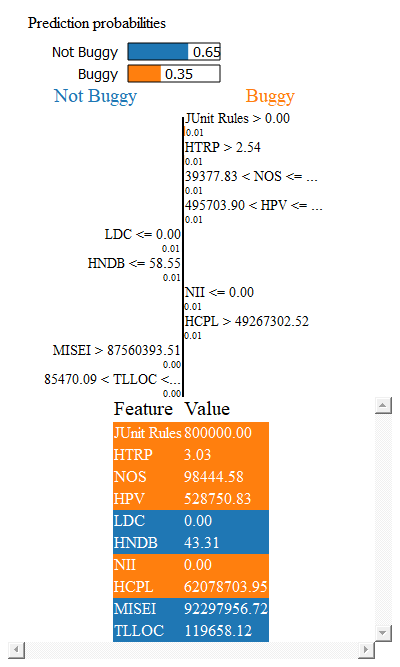 Prediction probabilities
Not Buggy 0.65
Buggy 0.35
Not Buggy Buggy
JUnit Rules > 0.00
0.01
HTRP > 2.54
0.01
39377.83 < NOS <= ...
0.01
495703.90 < HPV <= ...
0.01
LDC <= 0.00
0.01
HNDB <= 58.55
0.01
NII <= 0.00
0.01
HCPL > 49267302.52
0.01
MISEI > 87560393.51
0.00
85470.09 < TLLOC <...
0.00
Feature Value
JUnit Rules 800000.00
HTRP 3.03
NOS 98444.58
HPV 528750.83
LDC 0.00
HNDB 43.31
NII 0.00
HCPL 62078703.95
MISEI 92297956.72
TLLOC 119658.12